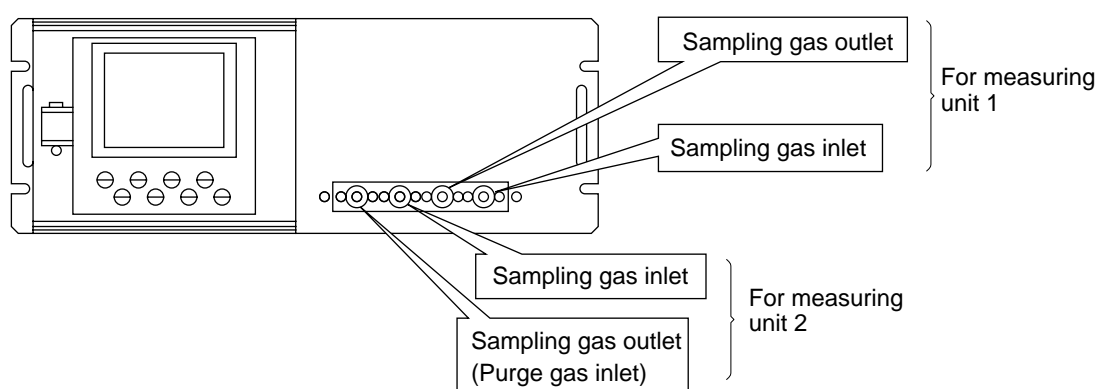 Sampling gas outlet
For measuring
unit 1
Sampling gas inlet
Sampling gas inlet
For measuring
unit 2
Sampling gas outlet
(Purge gas inlet)